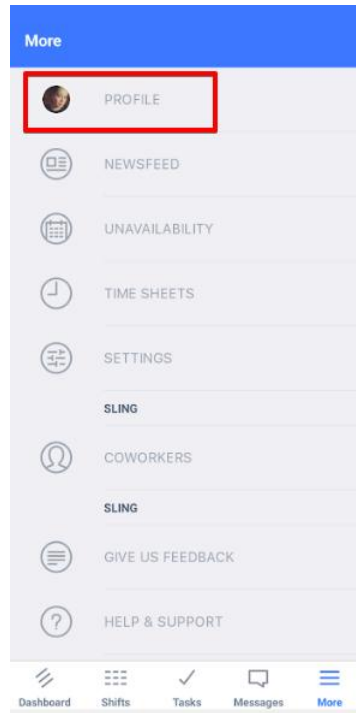 More
PROFILE
NEWSFEED
UNAVAILABILITY
TIME SHEETS
SETTINGS
SLING
COWORKERS
SLING
GIVE US FEEDBACK
HELP & SUPPORT
Dashboard Shifts Tasks Messages More